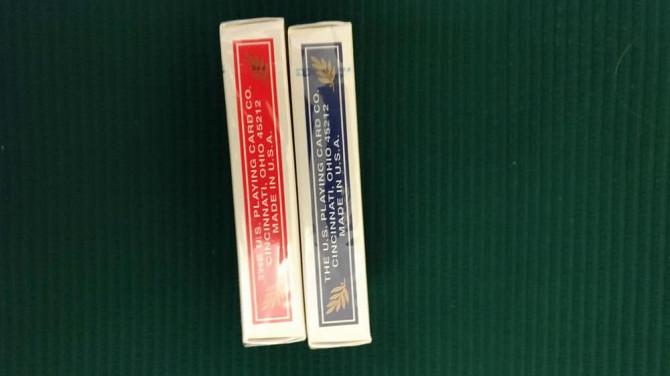 THE U.S. PLAYING CARD CO.
CINCINNATI, OHIO 45212
MADE IN U.S.A.
THE U.S. PLAYING CARD CO.
CINCINNATI, OHIO 45212
MADE IN U.S.A.